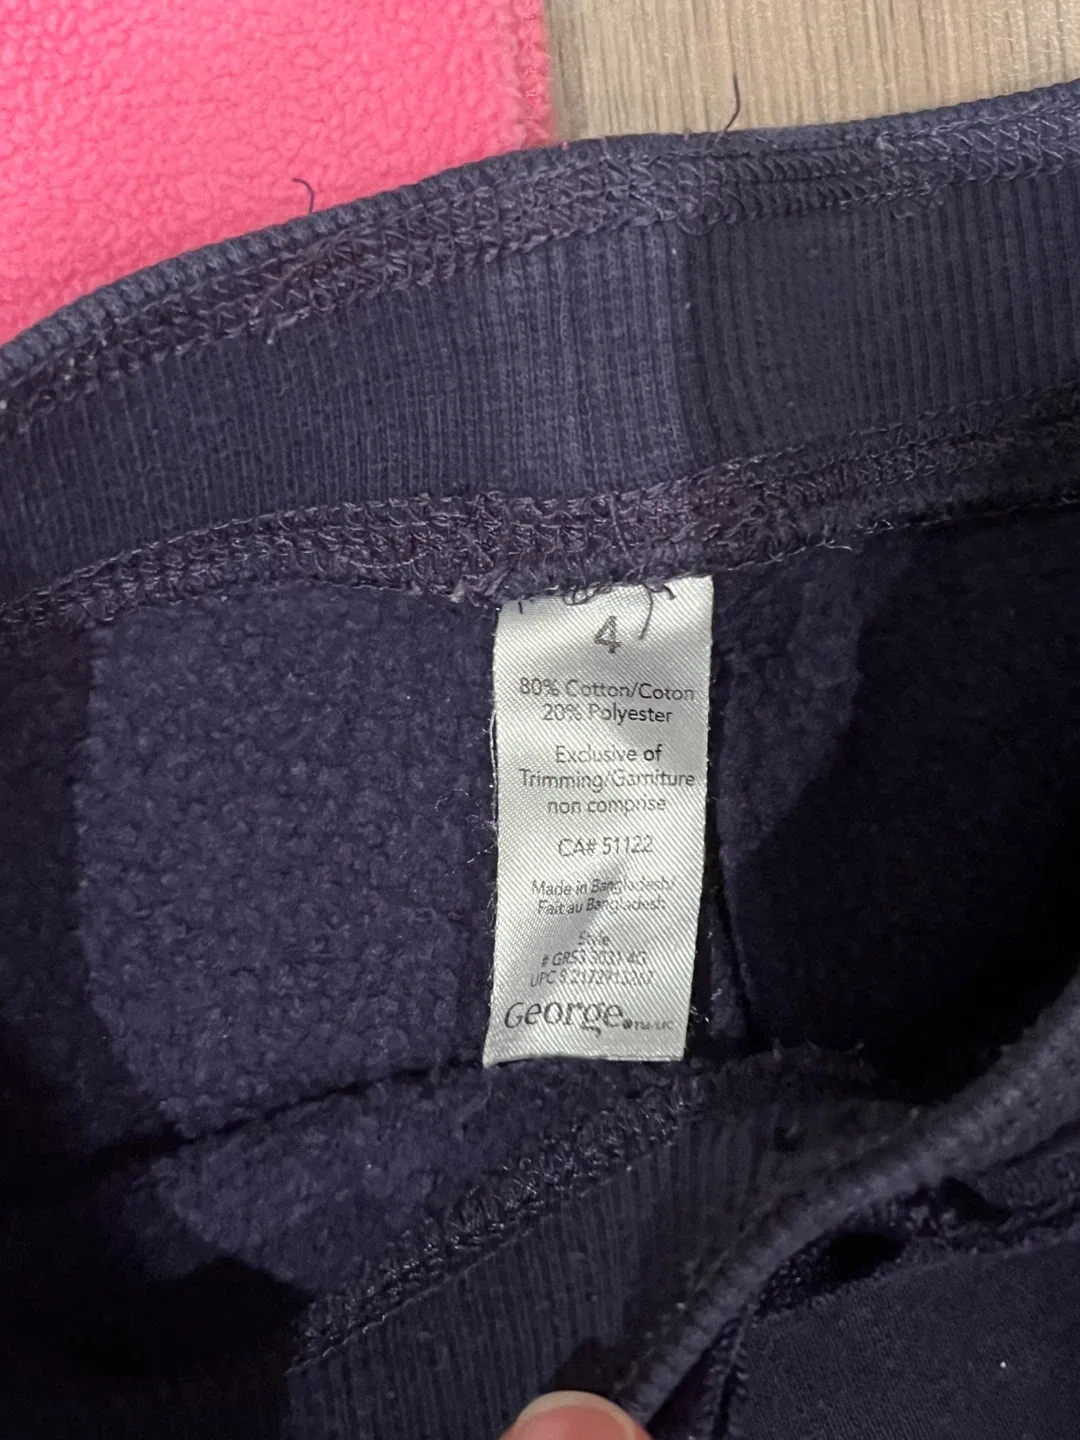 4
80% Cotton/Coton
20% Polyester
Exclusive of
Trimming/Garniture
non comprise
CA# 51122
Made in Bangladesh/
Fait au Bangladesh
Style
UPC
George